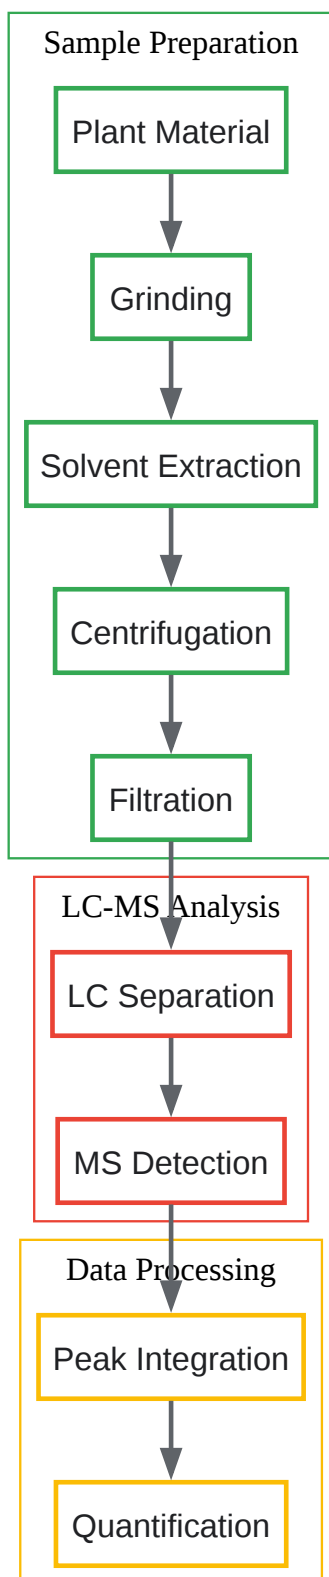 Sample Preparation
Plant Material
Grinding
Solvent Extraction
Centrifugation
Filtration
LC-MS Analysis
LC Separation
MS Detection
Data Processing
Peak Integration
Quantification